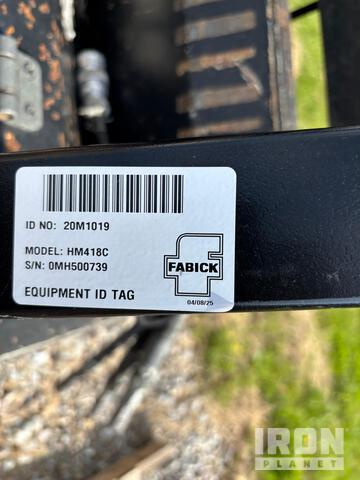 ID NO: 20M1019
MODEL: HM418C
S/N: 0MH500739
FABICK
EQUIPMENT ID TAG
04/08/25
IRON
PLANET